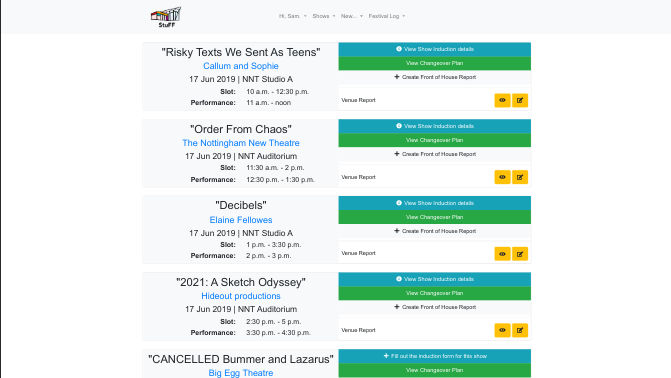 StuFF
Hi, Sam.
Shows
New...
Festival Log
"Risky Texts We Sent As Teens"
Callum and Sophie
17 Jun 2019 | NNT Studio A
Slot: 10 a.m. - 12:30 p.m.
Performance: 11 a.m. - noon
View Show Induction details
View Changeover Plan
Create Front of House Report
Venue Report
"Order From Chaos"
The Nottingham New Theatre
17 Jun 2019 | NNT Auditorium
Slot: 11:30 a.m. - 2 p.m.
Performance: 12:30 p.m. - 1:30 p.m.
View Show Induction details
View Changeover Plan
Create Front of House Report
Venue Report
"Decibels"
Elaine Fellowes
17 Jun 2019 | NNT Studio A
Slot: 1 p.m. - 3:30 p.m.
Performance: 2 p.m. - 3 p.m.
View Show Induction details
View Changeover Plan
Create Front of House Report
Venue Report
"2021: A Sketch Odyssey"
Hideout productions
17 Jun 2019 | NNT Auditorium
Slot: 2:30 p.m. - 5 p.m.
Performance: 3:30 p.m. - 4:30 p.m.
View Show Induction details
View Changeover Plan
Create Front of House Report
Venue Report
"CANCELLED Bummer and Lazarus"
Big Egg Theatre
Fill out the induction form for this show
View Changeover Plan